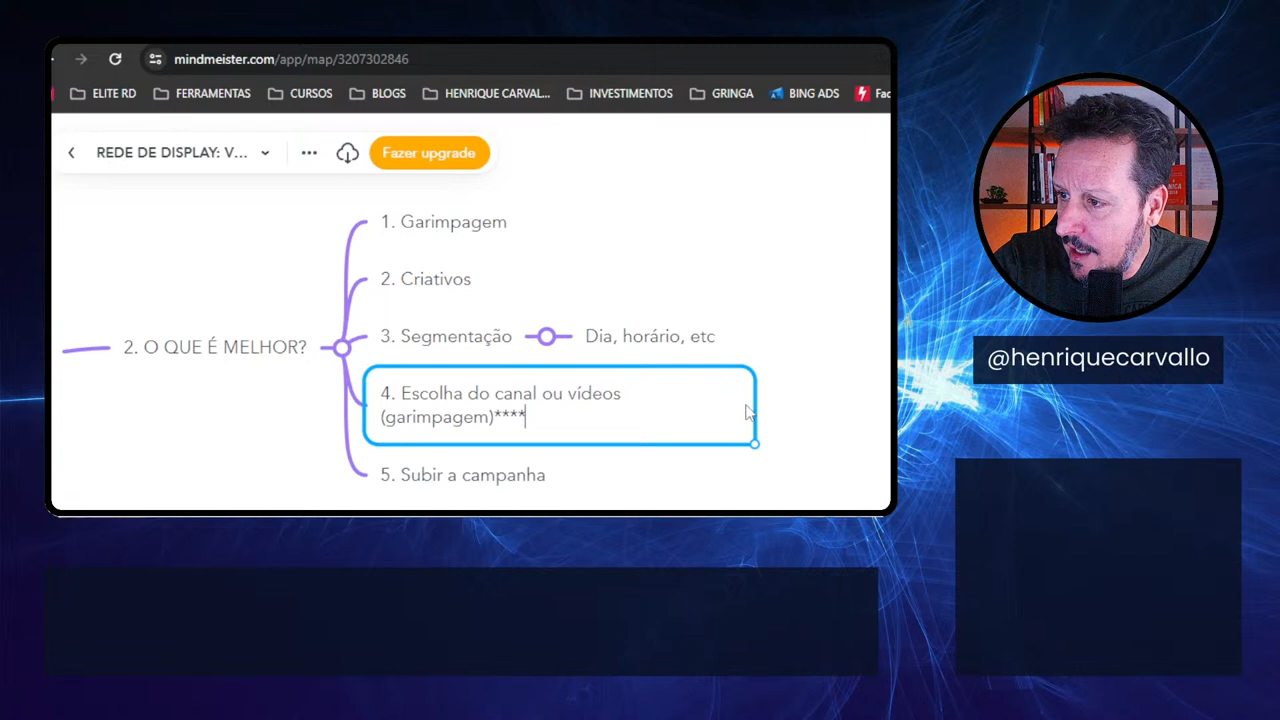 mindmeister.com/app/map/3207302846
ELITE RD FERRAMENTAS CURSOS BLOGS HENRIQUE CARVAL... INVESTIMENTOS GRINGA BING ADS Fac
REDE DE DISPLAY: V... ••• Fazer upgrade
1. Garimpagem
2. Criativos
3. Segmentação Dia, horário, etc
2. O QUE É MELHOR?
4. Escolha do canal ou vídeos
(garimpagem)****
5. Subir a campanha
@henriquecarvallo